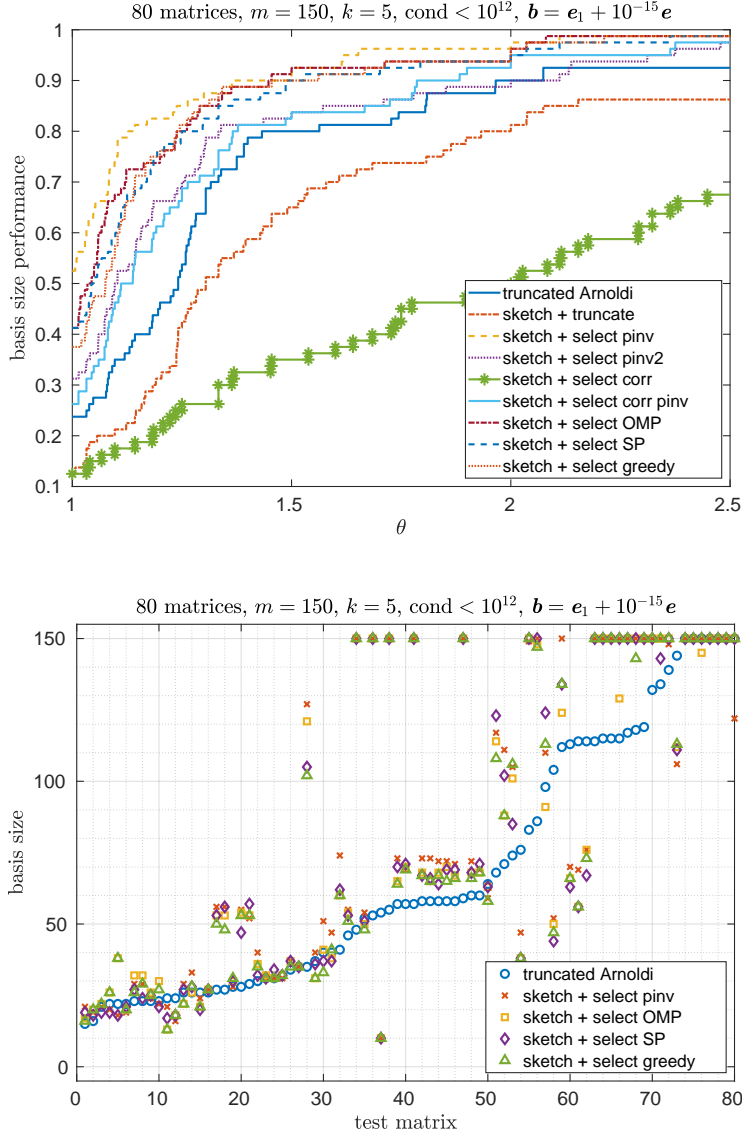 80 matrices, m = 150, k = 5, cond < 10^12, b = e_1 + 10^-15 e
1
0.9
0.8
0.7
0.6
0.5
0.4
0.3
0.2
0.1
basis size performance
truncated Arnoldi
sketch + truncate
sketch + select pinv
sketch + select pinv2
sketch + select corr
sketch + select corr pinv
sketch + select OMP
sketch + select SP
sketch + select greedy
1 1.5 2 2.5
θ
80 matrices, m = 150, k = 5, cond < 10^12, b = e_1 + 10^-15 e
150
100
50
0
basis size
truncated Arnoldi
sketch + select pinv
sketch + select OMP
sketch + select SP
sketch + select greedy
0 10 20 30 40 50 60 70 80
test matrix